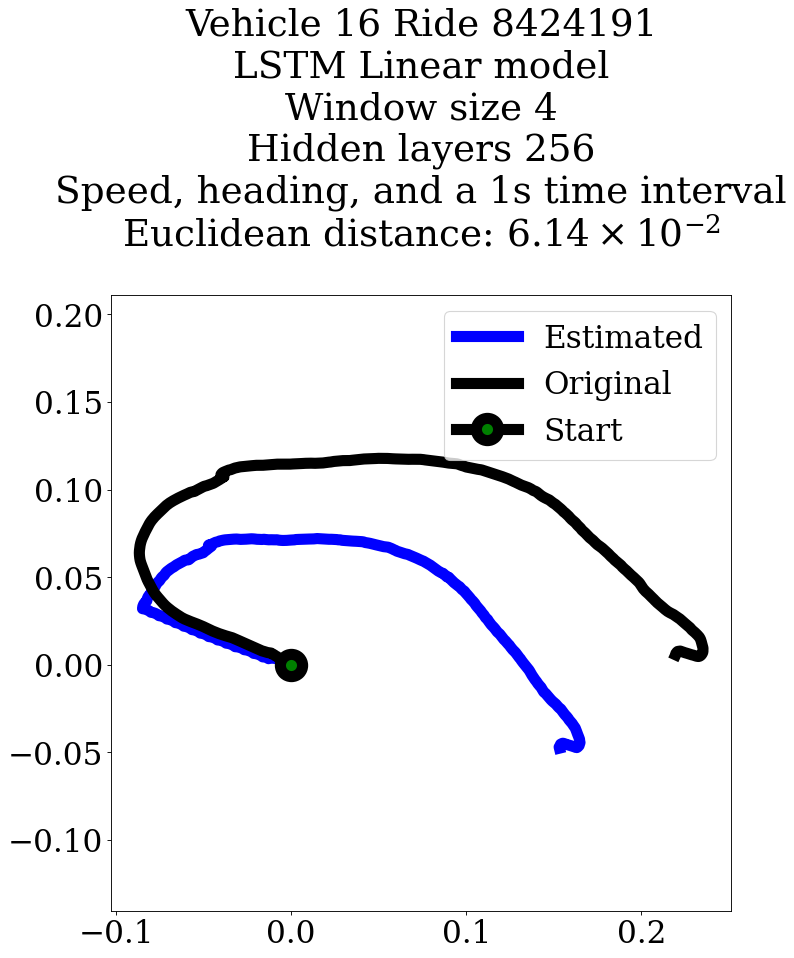 Vehicle 16 Ride 8424191
LSTM Linear model
Window size 4
Hidden layers 256
Speed, heading, and a 1s time interval
Euclidean distance: 6.14 × 10⁻²
Estimated
Original
Start
0.20
0.15
0.10
0.05
0.00
−0.05
−0.10
−0.1 0.0 0.1 0.2